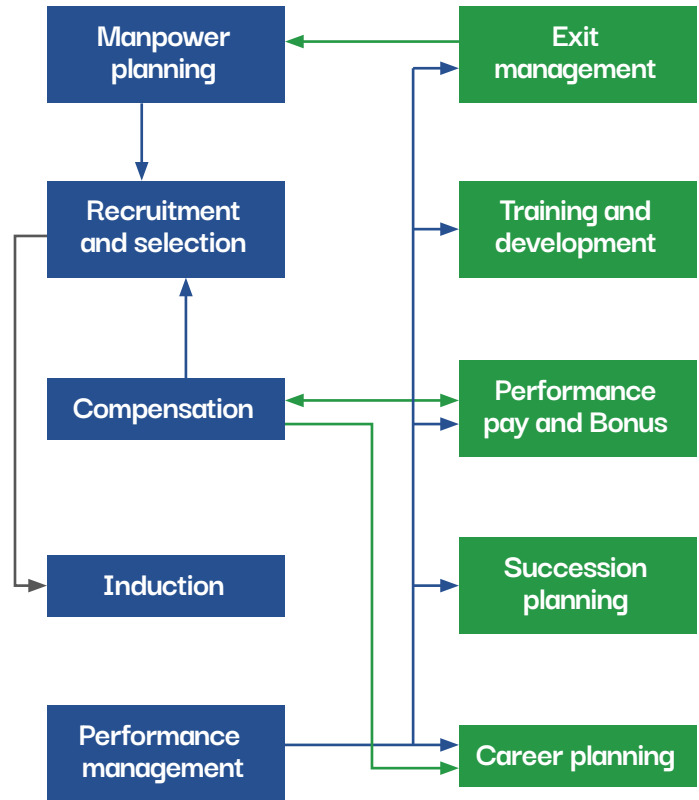 Manpower
planning
Exit
management
Recruitment
and selection
Training and
development
Compensation
Performance
pay and Bonus
Induction
Succession
planning
Performance
management
Career planning